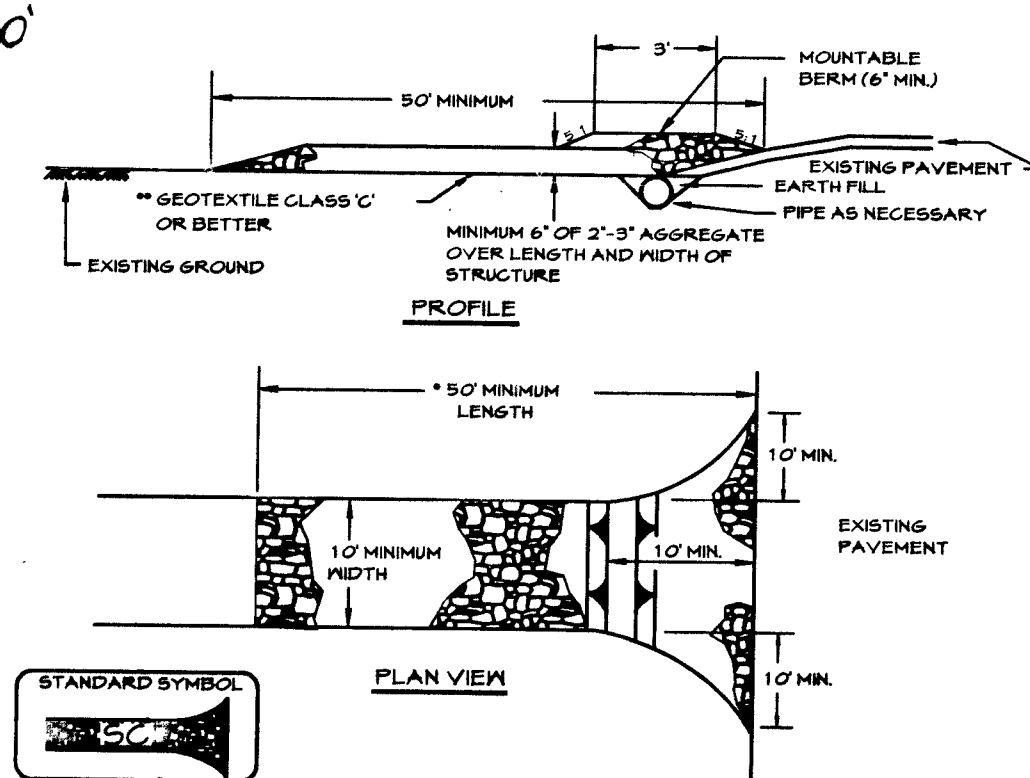 0'
3'
MOUNTABLE
BERM (6" MIN.)
50' MINIMUM
5:1
5:1
EXISTING PAVEMENT
EARTH FILL
PIPE AS NECESSARY
** GEOTEXTILE CLASS 'C'
OR BETTER
MINIMUM 6" OF 2"-3" AGGREGATE
OVER LENGTH AND WIDTH OF
STRUCTURE
EXISTING GROUND
PROFILE
* 50' MINIMUM
LENGTH
10' MIN.
EXISTING
PAVEMENT
10' MINIMUM
WIDTH
10' MIN.
10' MIN.
PLAN VIEW
STANDARD SYMBOL
SC